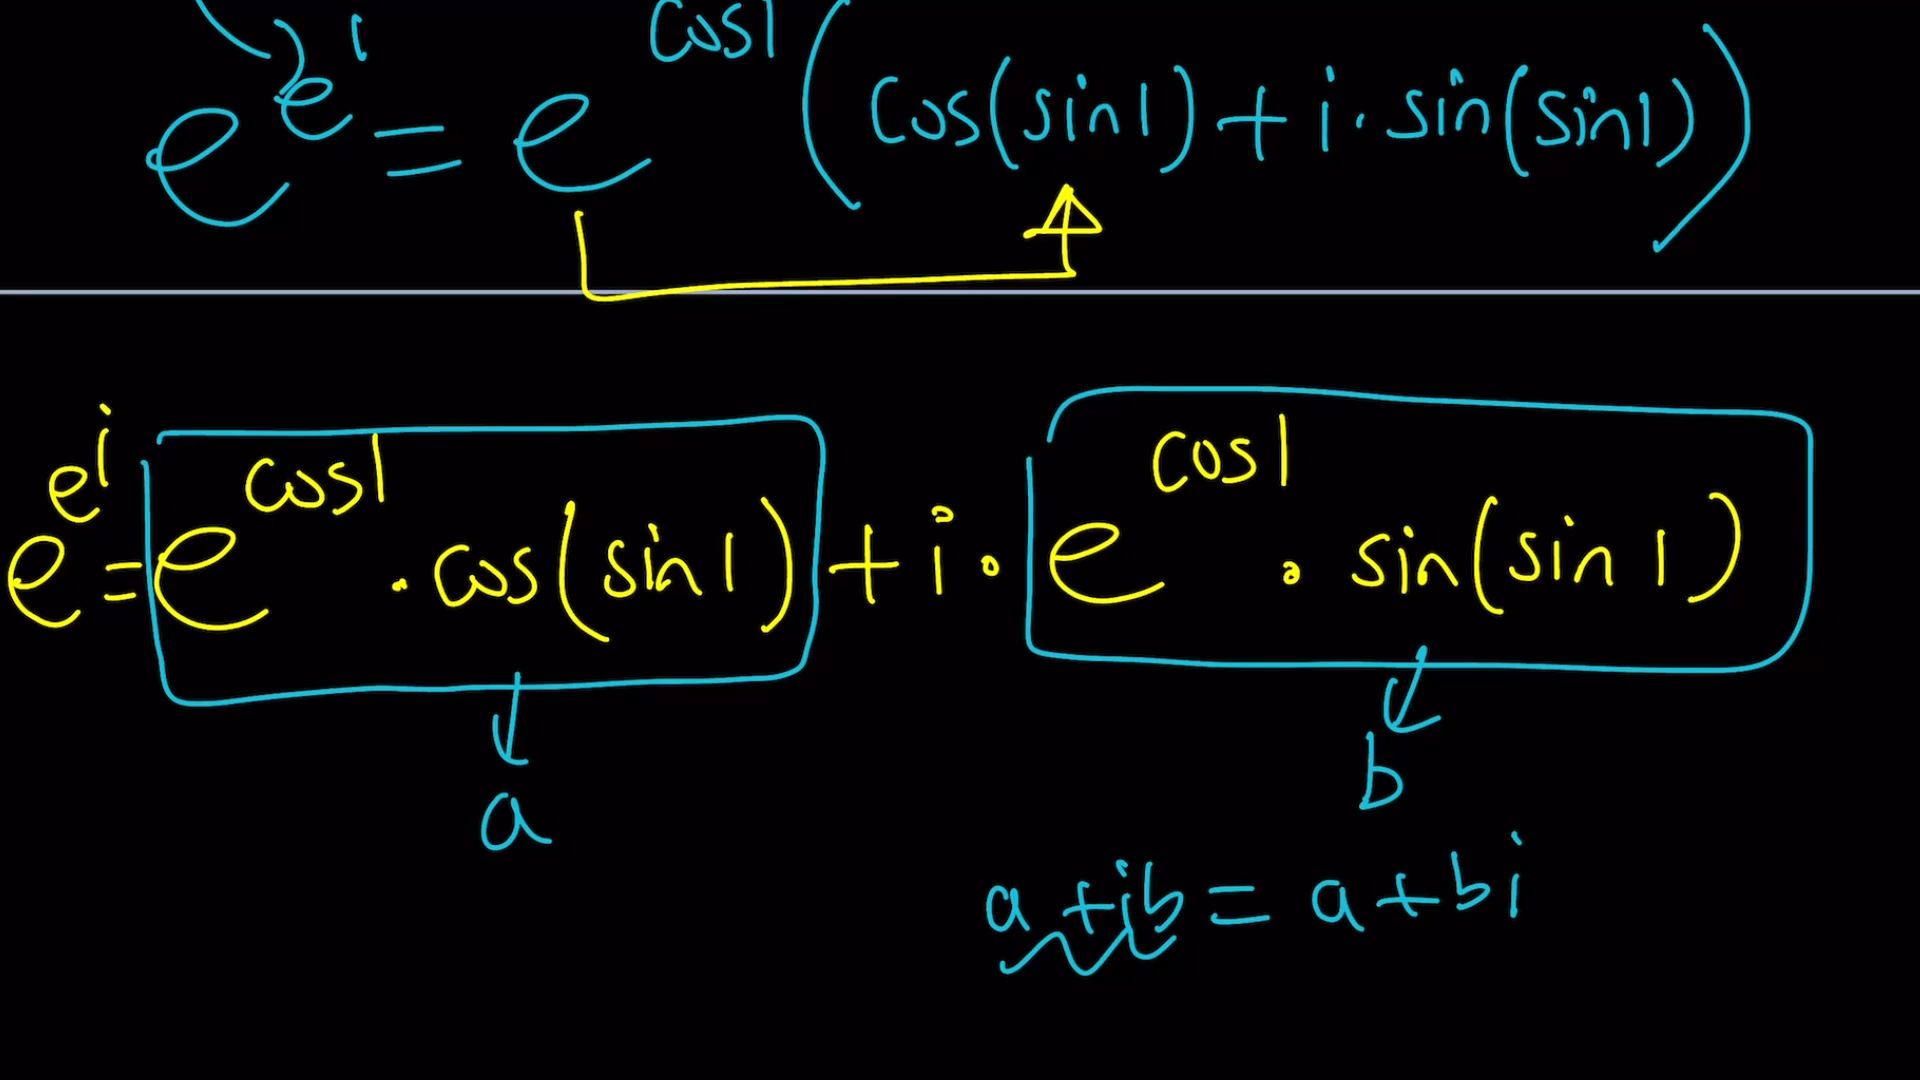 e^{e^i} = e^{cos1} (cos(sin1) + i · sin(sin1))
e^{e^i} = e^{cos1} · cos(sin1) + i · e^{cos1} · sin(sin1)
a b
a + ib = a + bi